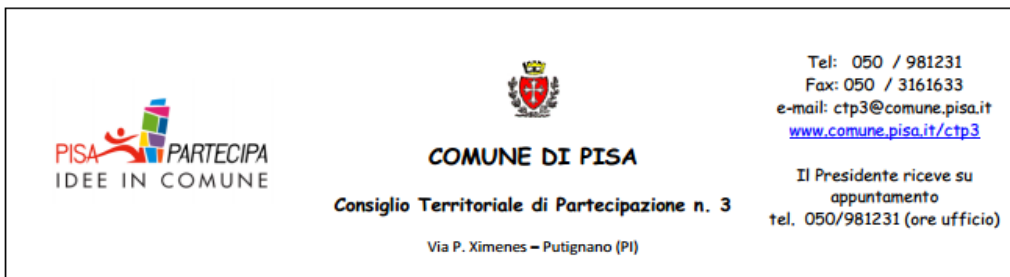 PISA PARTECIPA
IDEE IN COMUNE
COMUNE DI PISA
Consiglio Territoriale di Partecipazione n. 3
Via P. Ximenes – Putignano (PI)
Tel: 050 / 981231
Fax: 050 / 3161633
e-mail: ctp3@comune.pisa.it
www.comune.pisa.it/ctp3
Il Presidente riceve su
appuntamento
tel. 050/981231 (ore ufficio)